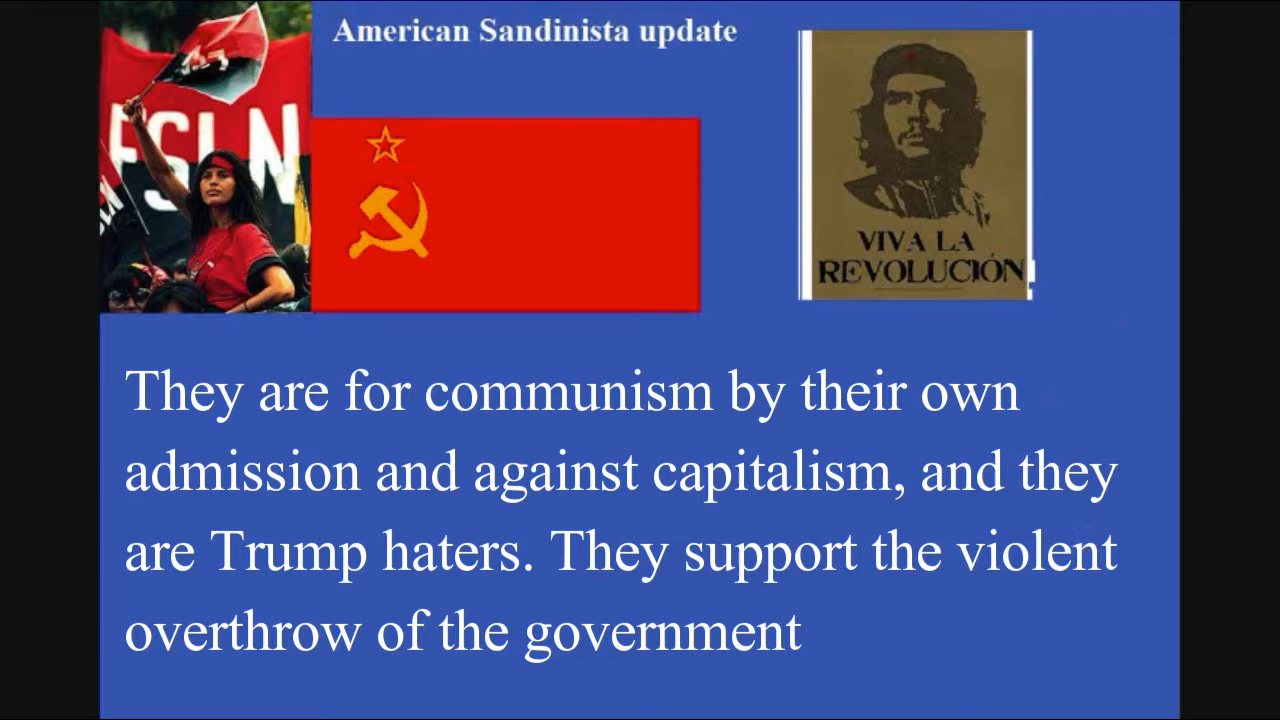 American Sandinista update
FSLN
VIVA LA
REVOLUCIÓN
They are for communism by their own
admission and against capitalism, and they
are Trump haters. They support the violent
overthrow of the government